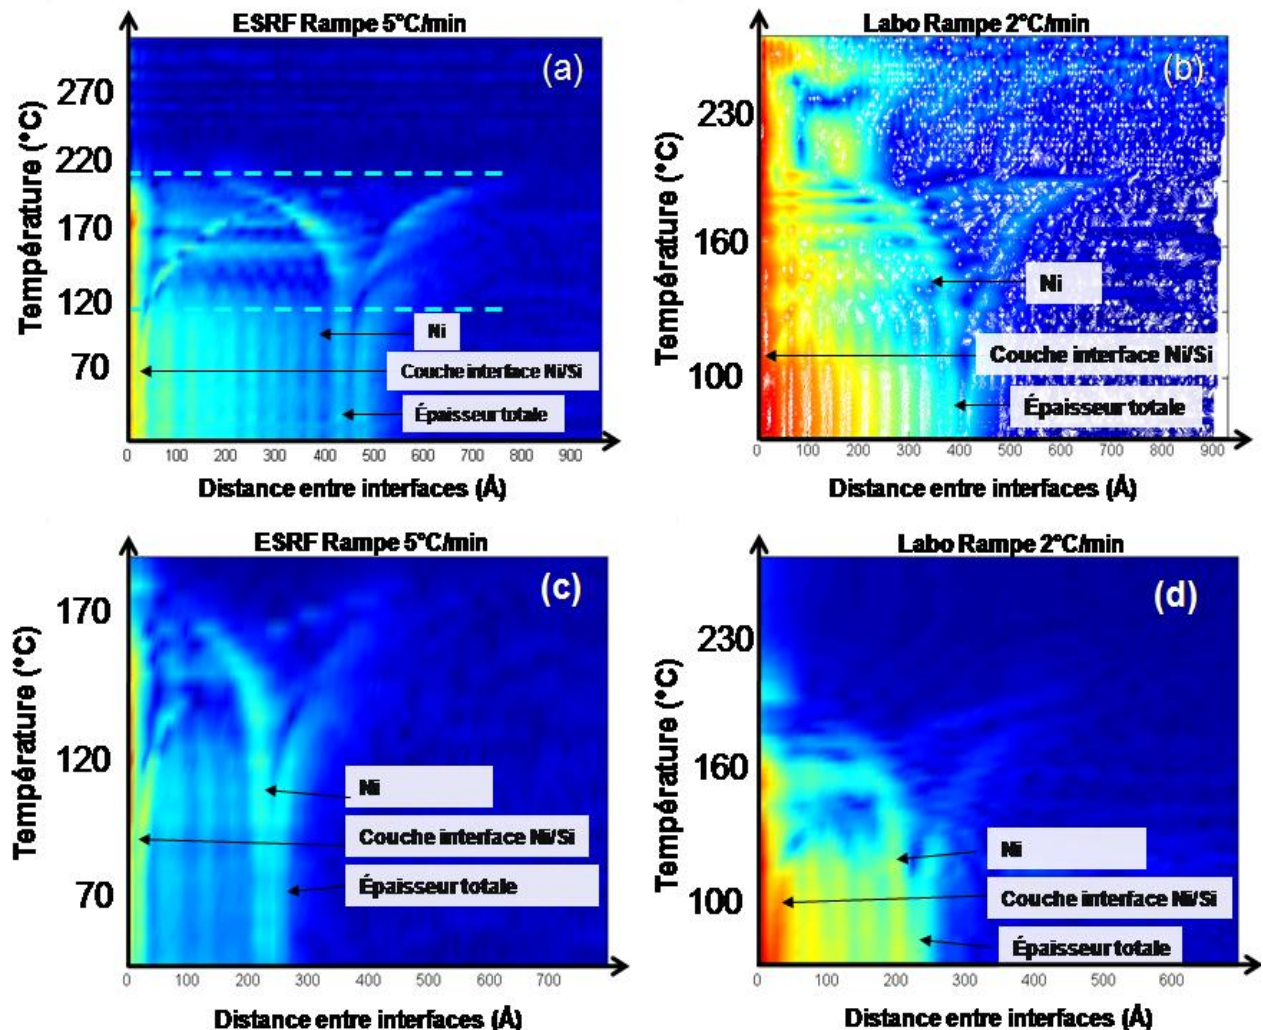 ESRF Rampe 5°C/min
(a)
Température (°C)
270
220
170
120
70
Ni
Couche interface Ni/Si
Épaisseur totale
0 100 200 300 400 500 600 700 800 900
Distance entre interfaces (Å)
Labo Rampe 2°C/min
(b)
Température (°C)
230
160
100
Ni
Couche interface Ni/Si
Épaisseur totale
0 100 200 300 400 500 600 700 800 900
Distance entre interfaces (Å)
ESRF Rampe 5°C/min
(c)
Température (°C)
170
120
70
Ni
Couche interface Ni/Si
Épaisseur totale
0 100 200 300 400 500 600 700
Distance entre interfaces (Å)
Labo Rampe 2°C/min
(d)
Température (°C)
230
160
100
Ni
Couche interface Ni/Si
Épaisseur totale
0 100 200 300 400 500 600
Distance entre interfaces (Å)